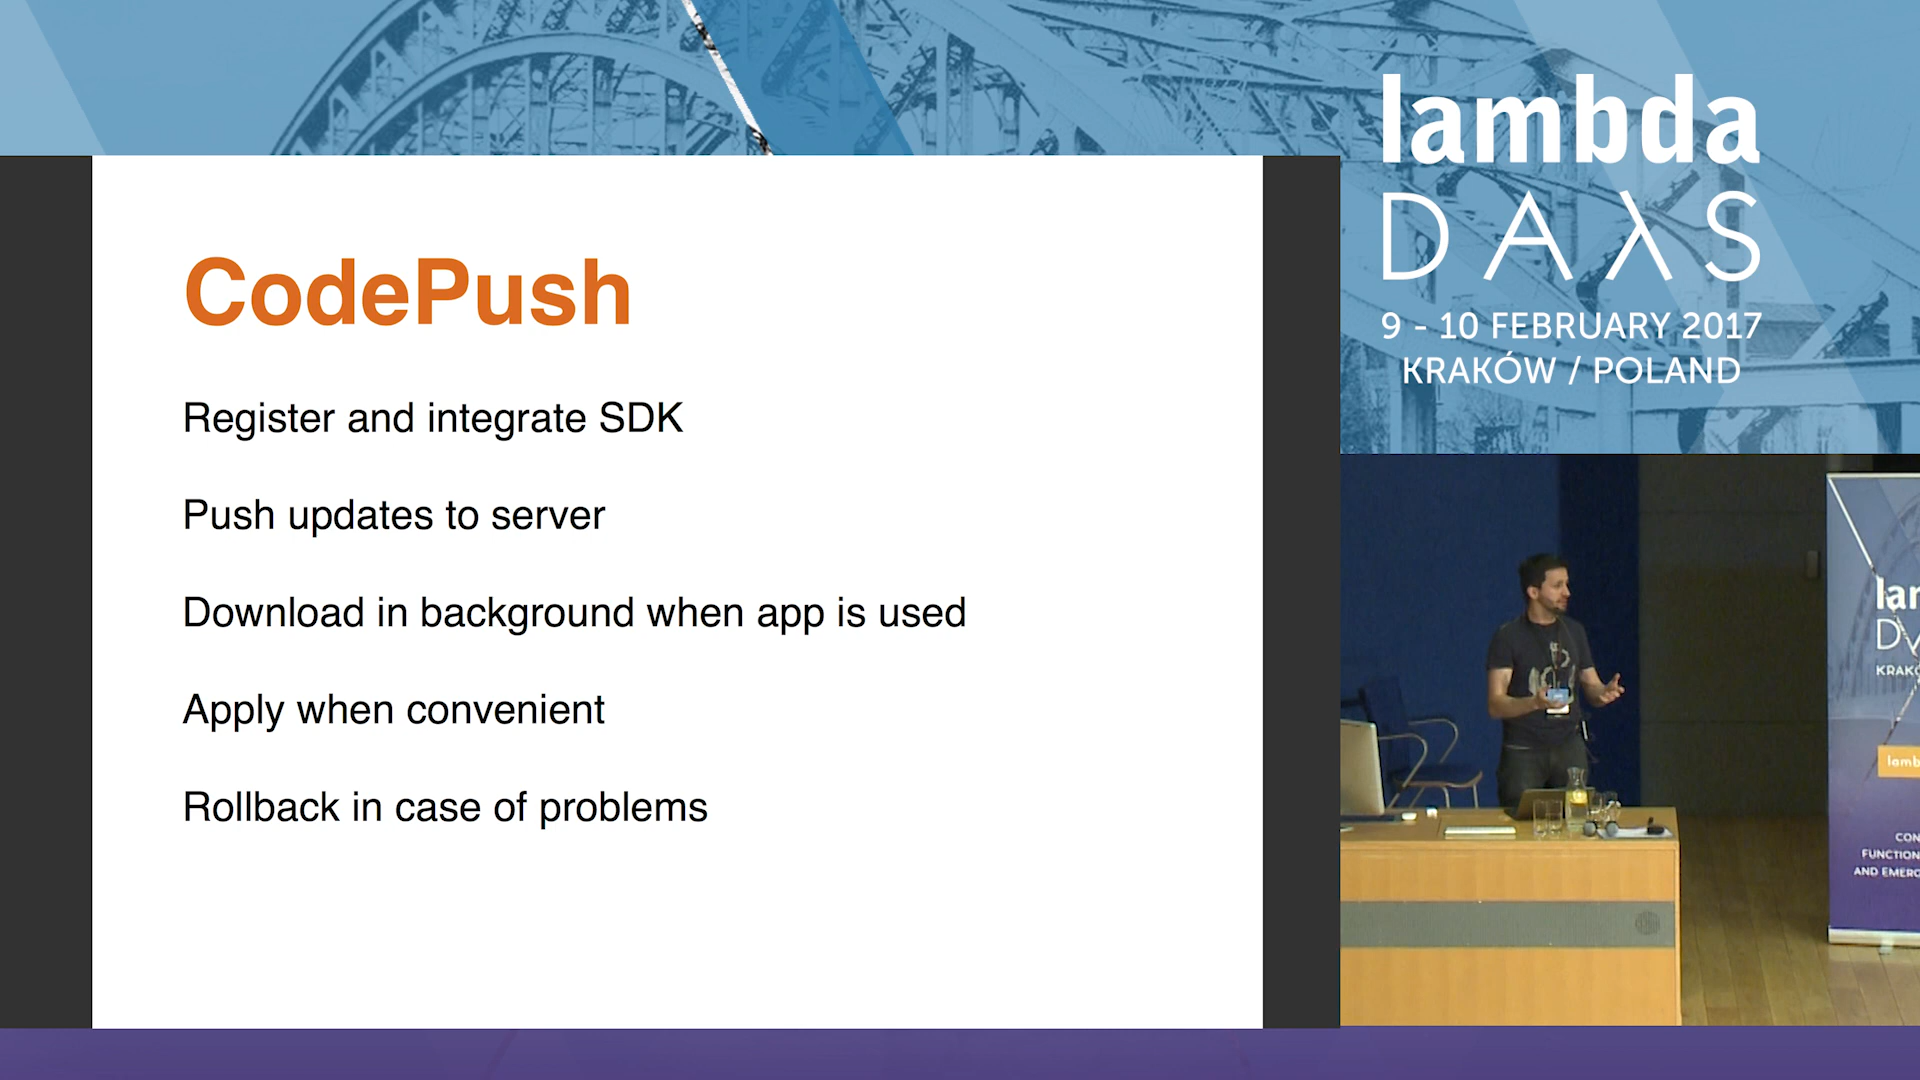 CodePush
Register and integrate SDK
Push updates to server
Download in background when app is used
Apply when convenient
Rollback in case of problems
lambda
DAYS
9 - 10 FEBRUARY 2017
KRAKÓW / POLAND